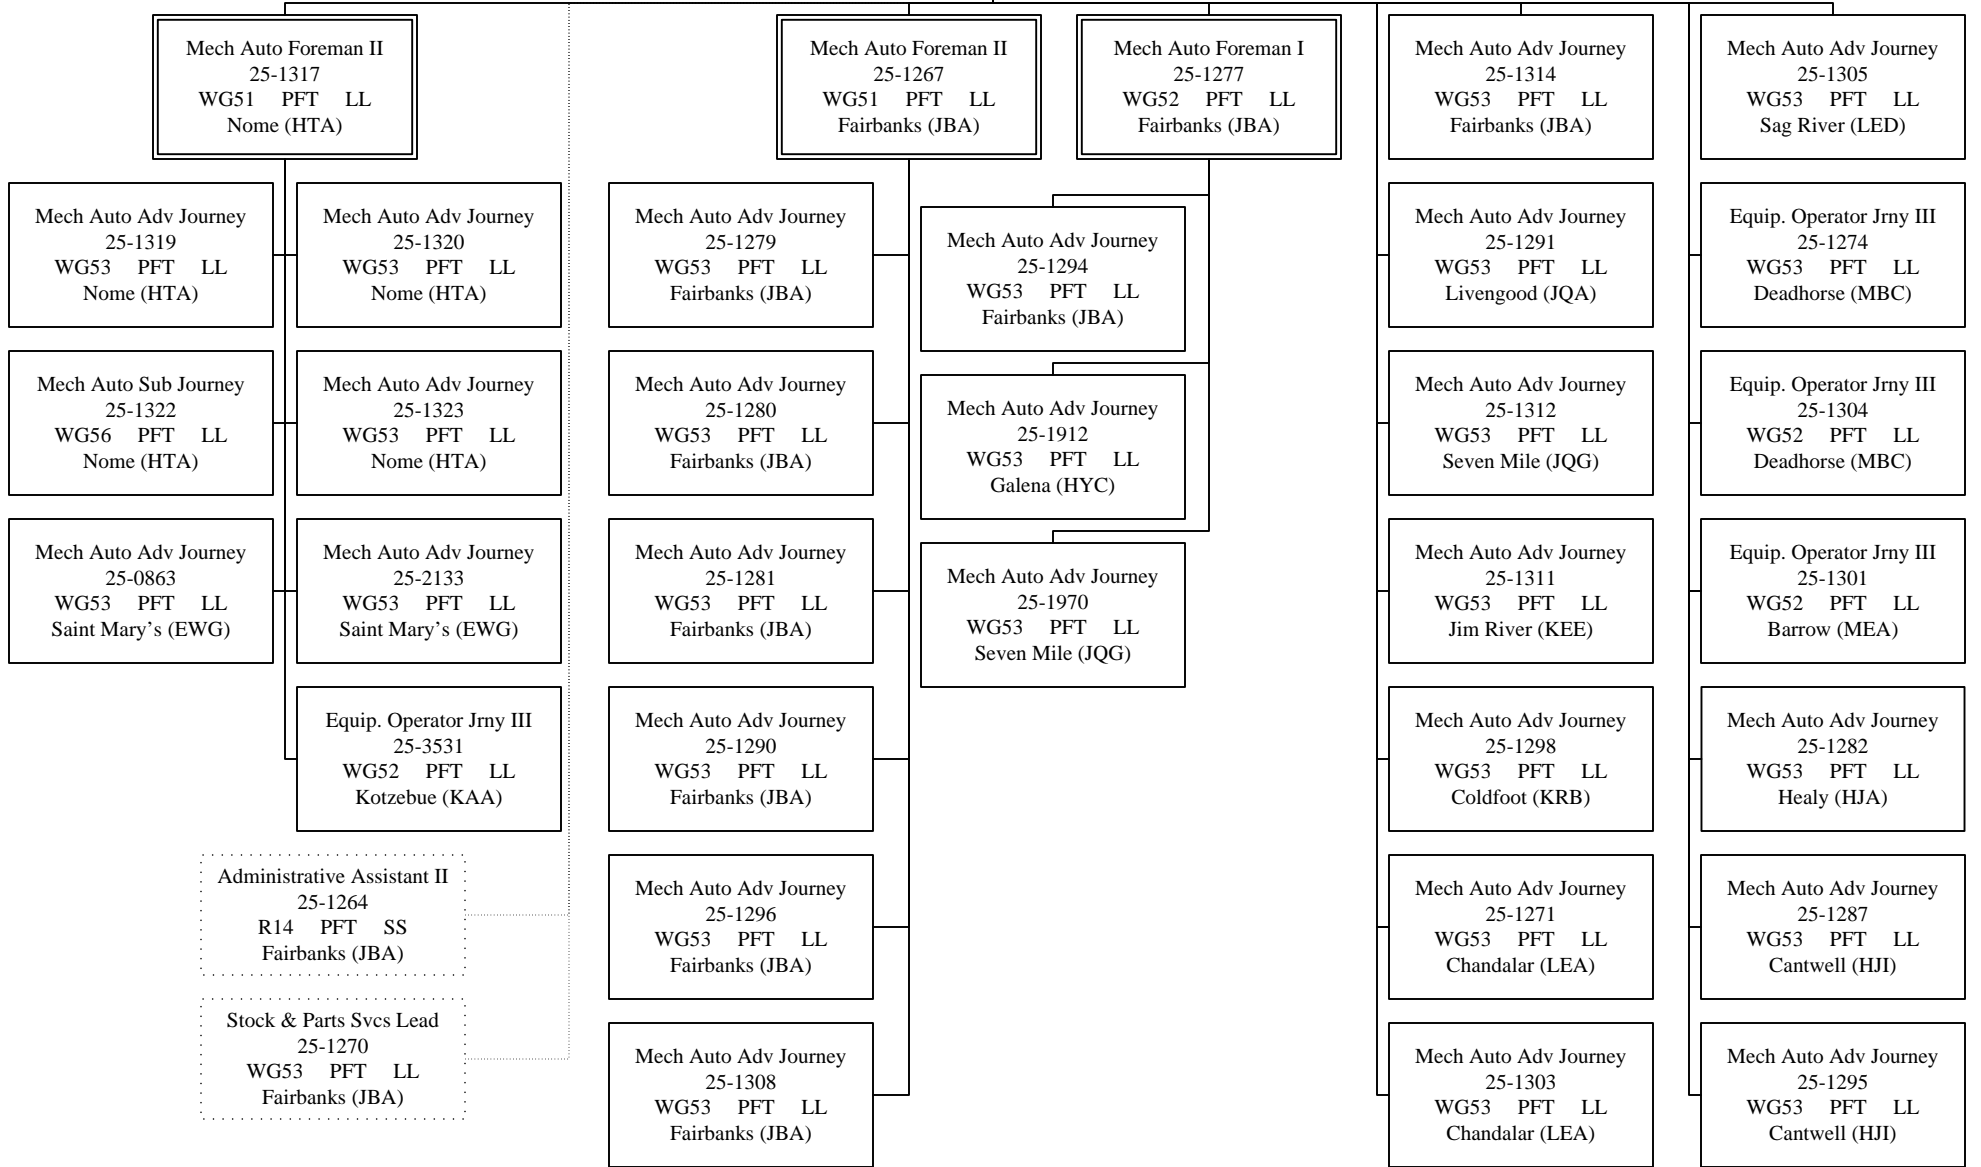 Mech Auto Foreman II
25-1317
WG51 PFT LL
Nome (HTA)
Mech Auto Foreman II
25-1267
WG51 PFT LL
Fairbanks (JBA)
Mech Auto Foreman I
25-1277
WG52 PFT LL
Fairbanks (JBA)
Mech Auto Adv Journey
25-1314
WG53 PFT LL
Fairbanks (JBA)
Mech Auto Adv Journey
25-1305
WG53 PFT LL
Sag River (LED)
Mech Auto Adv Journey
25-1319
WG53 PFT LL
Nome (HTA)
Mech Auto Adv Journey
25-1320
WG53 PFT LL
Nome (HTA)
Mech Auto Adv Journey
25-1279
WG53 PFT LL
Fairbanks (JBA)
Mech Auto Adv Journey
25-1294
WG53 PFT LL
Fairbanks (JBA)
Mech Auto Adv Journey
25-1291
WG53 PFT LL
Livengood (JQA)
Equip. Operator Jrny III
25-1274
WG53 PFT LL
Deadhorse (MBC)
Mech Auto Sub Journey
25-1322
WG56 PFT LL
Nome (HTA)
Mech Auto Adv Journey
25-1323
WG53 PFT LL
Nome (HTA)
Mech Auto Adv Journey
25-1280
WG53 PFT LL
Fairbanks (JBA)
Mech Auto Adv Journey
25-1912
WG53 PFT LL
Galena (HYC)
Mech Auto Adv Journey
25-1312
WG53 PFT LL
Seven Mile (JQG)
Equip. Operator Jrny III
25-1304
WG52 PFT LL
Deadhorse (MBC)
Mech Auto Adv Journey
25-0863
WG53 PFT LL
Saint Mary’s (EWG)
Mech Auto Adv Journey
25-2133
WG53 PFT LL
Saint Mary’s (EWG)
Mech Auto Adv Journey
25-1281
WG53 PFT LL
Fairbanks (JBA)
Mech Auto Adv Journey
25-1970
WG53 PFT LL
Seven Mile (JQG)
Mech Auto Adv Journey
25-1311
WG53 PFT LL
Jim River (KEE)
Equip. Operator Jrny III
25-1301
WG52 PFT LL
Barrow (MEA)
Equip. Operator Jrny III
25-3531
WG52 PFT LL
Kotzebue (KAA)
Mech Auto Adv Journey
25-1290
WG53 PFT LL
Fairbanks (JBA)
Mech Auto Adv Journey
25-1298
WG53 PFT LL
Coldfoot (KRB)
Mech Auto Adv Journey
25-1282
WG53 PFT LL
Healy (HJA)
Administrative Assistant II
25-1264
R14 PFT SS
Fairbanks (JBA)
Mech Auto Adv Journey
25-1296
WG53 PFT LL
Fairbanks (JBA)
Mech Auto Adv Journey
25-1271
WG53 PFT LL
Chandalar (LEA)
Mech Auto Adv Journey
25-1287
WG53 PFT LL
Cantwell (HJI)
Stock & Parts Svcs Lead
25-1270
WG53 PFT LL
Fairbanks (JBA)
Mech Auto Adv Journey
25-1308
WG53 PFT LL
Fairbanks (JBA)
Mech Auto Adv Journey
25-1303
WG53 PFT LL
Chandalar (LEA)
Mech Auto Adv Journey
25-1295
WG53 PFT LL
Cantwell (HJI)